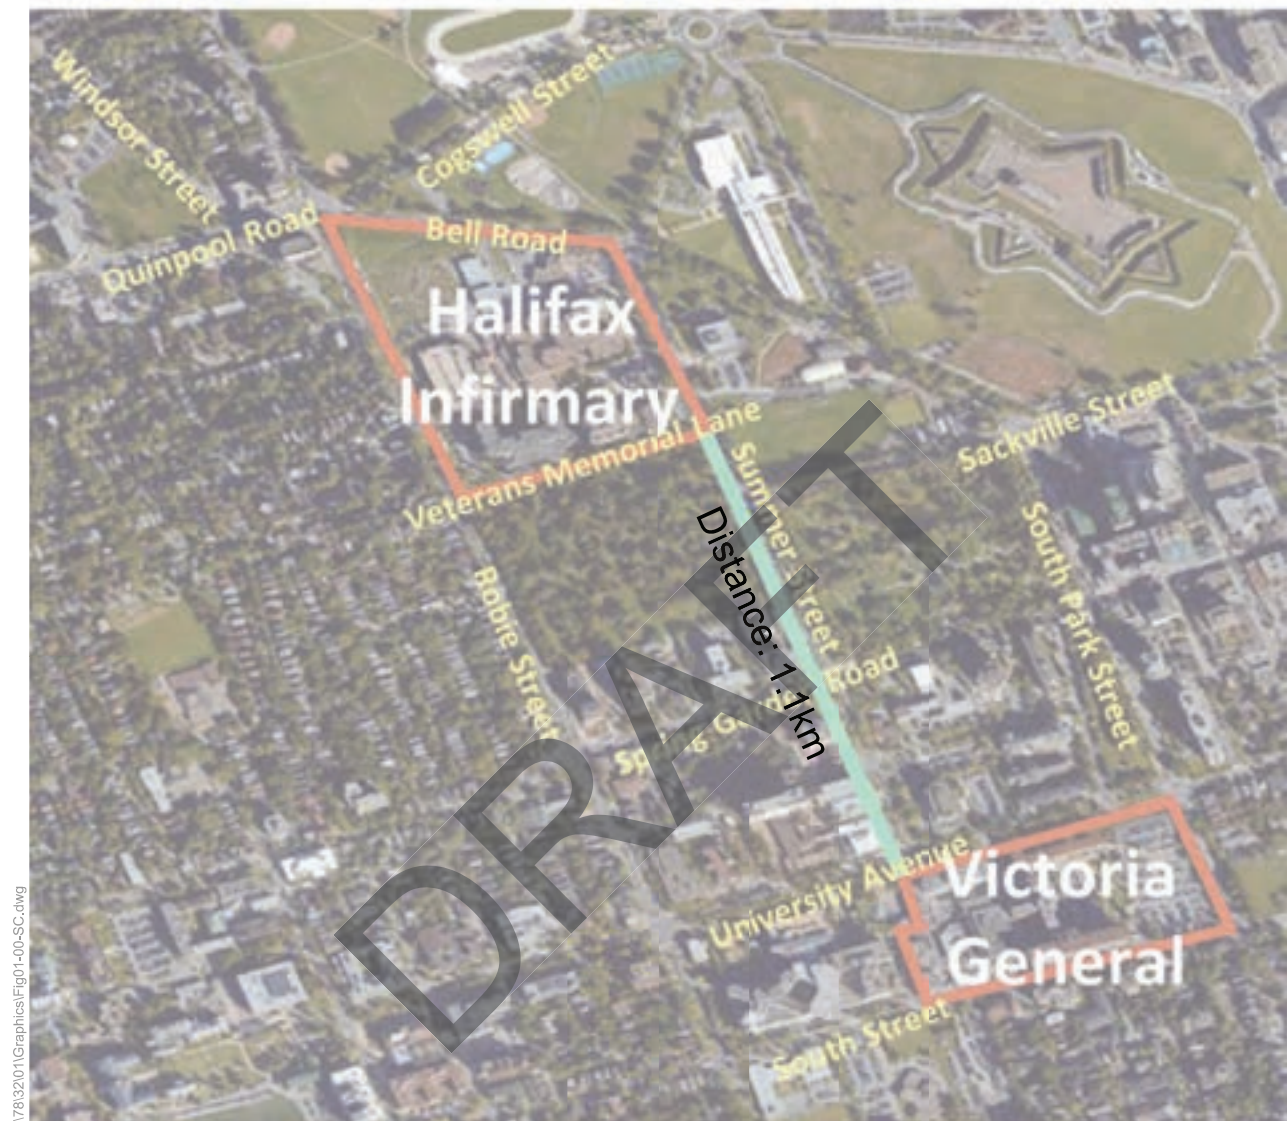 Windsor Street
Cogswell Street
Quinpool Road
Bell Road
Halifax
Infirmary
Veterans Memorial Lane
Sackville Street
Summer Street
South Park Street
Distance: 1.1km
Robie Street
Spring Garden Road
University Avenue
Victoria
General
South Street
DRAFT
\78\32\01\Graphics\Fig01-00-SC.dwg